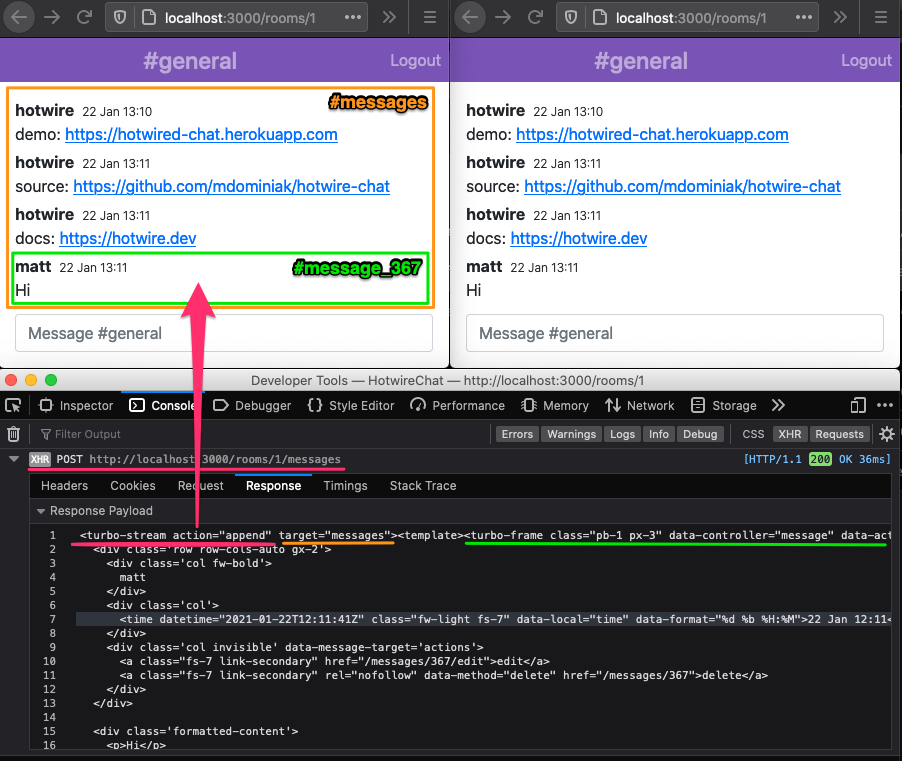 localhost:3000/rooms/1
localhost:3000/rooms/1
#general
Logout
#general
Logout
#messages
hotwire 22 Jan 13:10
demo: https://hotwired-chat.herokuapp.com
hotwire 22 Jan 13:11
source: https://github.com/mdominiak/hotwire-chat
hotwire 22 Jan 13:11
docs: https://hotwire.dev
matt 22 Jan 13:11
#message_367
Hi
Message #general
hotwire 22 Jan 13:10
demo: https://hotwired-chat.herokuapp.com
hotwire 22 Jan 13:11
source: https://github.com/mdominiak/hotwire-chat
hotwire 22 Jan 13:11
docs: https://hotwire.dev
matt 22 Jan 13:11
Hi
Message #general
Developer Tools — HotwireChat — http://localhost:3000/rooms/1
Inspector Console Debugger {} Style Editor Performance Memory Network Storage
Filter Output Errors Warnings Logs Info Debug CSS XHR Requests
XHR POST http://localhost:3000/rooms/1/messages [HTTP/1.1 200 OK 36ms]
Headers Cookies Request Response Timings Stack Trace
Response Payload
1 <turbo-stream action="append" target="messages"><template><turbo-frame class="pb-1 px-3" data-controller="message" data-act
2 <div class='row row-cols-auto gx-2'>
3 <div class='col fw-bold'>
4 matt
5 </div>
6 <div class='col'>
7 <time datetime="2021-01-22T12:11:41Z" class="fw-light fs-7" data-local="time" data-format="%d %b %H:%M">22 Jan 12:11<
8 </div>
9 <div class='col invisible' data-message-target='actions'>
10 <a class="fs-7 link-secondary" href="/messages/367/edit">edit</a>
11 <a class="fs-7 link-secondary" rel="nofollow" data-method="delete" href="/messages/367">delete</a>
12 </div>
13 </div>
14
15 <div class='formatted-content'>
16 <p>Hi</p>